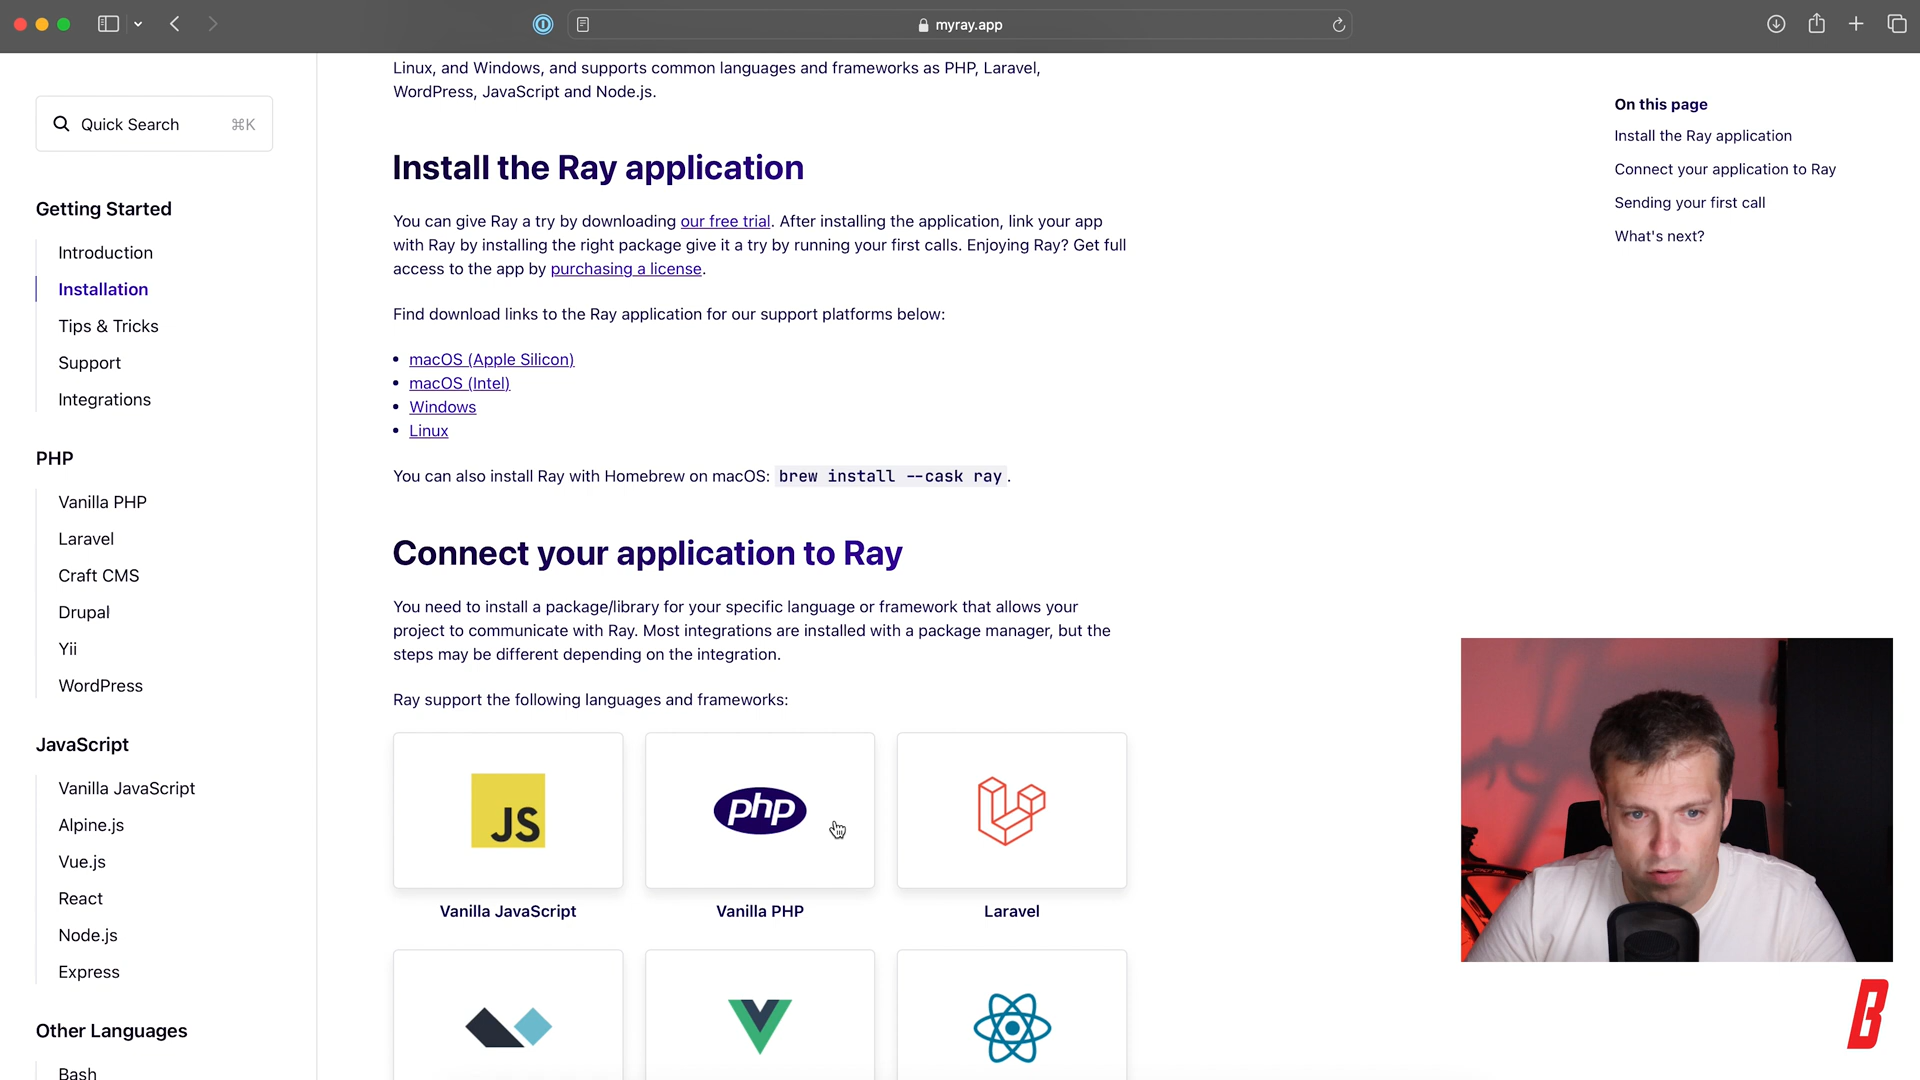 myray.app
Quick Search ⌘K
Getting Started
Introduction
Installation
Tips & Tricks
Support
Integrations
PHP
Vanilla PHP
Laravel
Craft CMS
Drupal
Yii
WordPress
JavaScript
Vanilla JavaScript
Alpine.js
Vue.js
React
Node.js
Express
Other Languages
Bash
Linux, and Windows, and supports common languages and frameworks as PHP, Laravel,
WordPress, JavaScript and Node.js.
Install the Ray application
You can give Ray a try by downloading our free trial. After installing the application, link your app
with Ray by installing the right package give it a try by running your first calls. Enjoying Ray? Get full
access to the app by purchasing a license.
Find download links to the Ray application for our support platforms below:
• macOS (Apple Silicon)
• macOS (Intel)
• Windows
• Linux
You can also install Ray with Homebrew on macOS: brew install --cask ray.
Connect your application to Ray
You need to install a package/library for your specific language or framework that allows your
project to communicate with Ray. Most integrations are installed with a package manager, but the
steps may be different depending on the integration.
Ray support the following languages and frameworks:
JS
php
Vanilla JavaScript
Vanilla PHP
Laravel
On this page
Install the Ray application
Connect your application to Ray
Sending your first call
What's next?
B